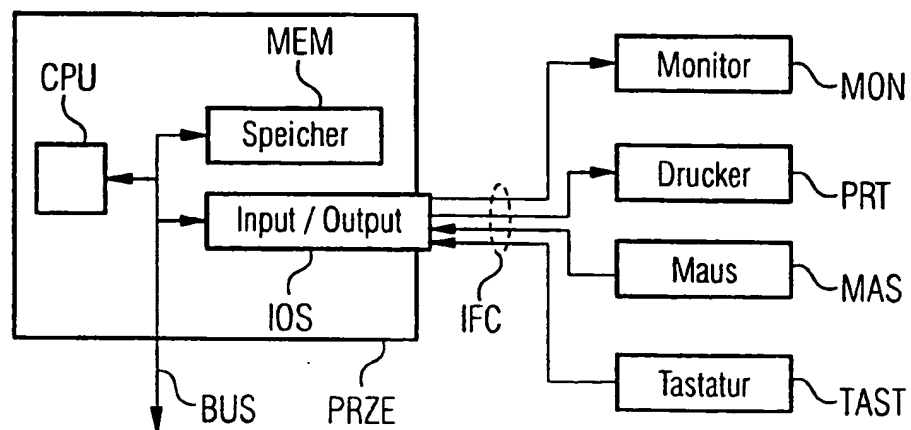 MEM
CPU
Speicher
Input / Output
IOS
BUS
PRZE
IFC
Monitor
MON
Drucker
PRT
Maus
MAS
Tastatur
TAST